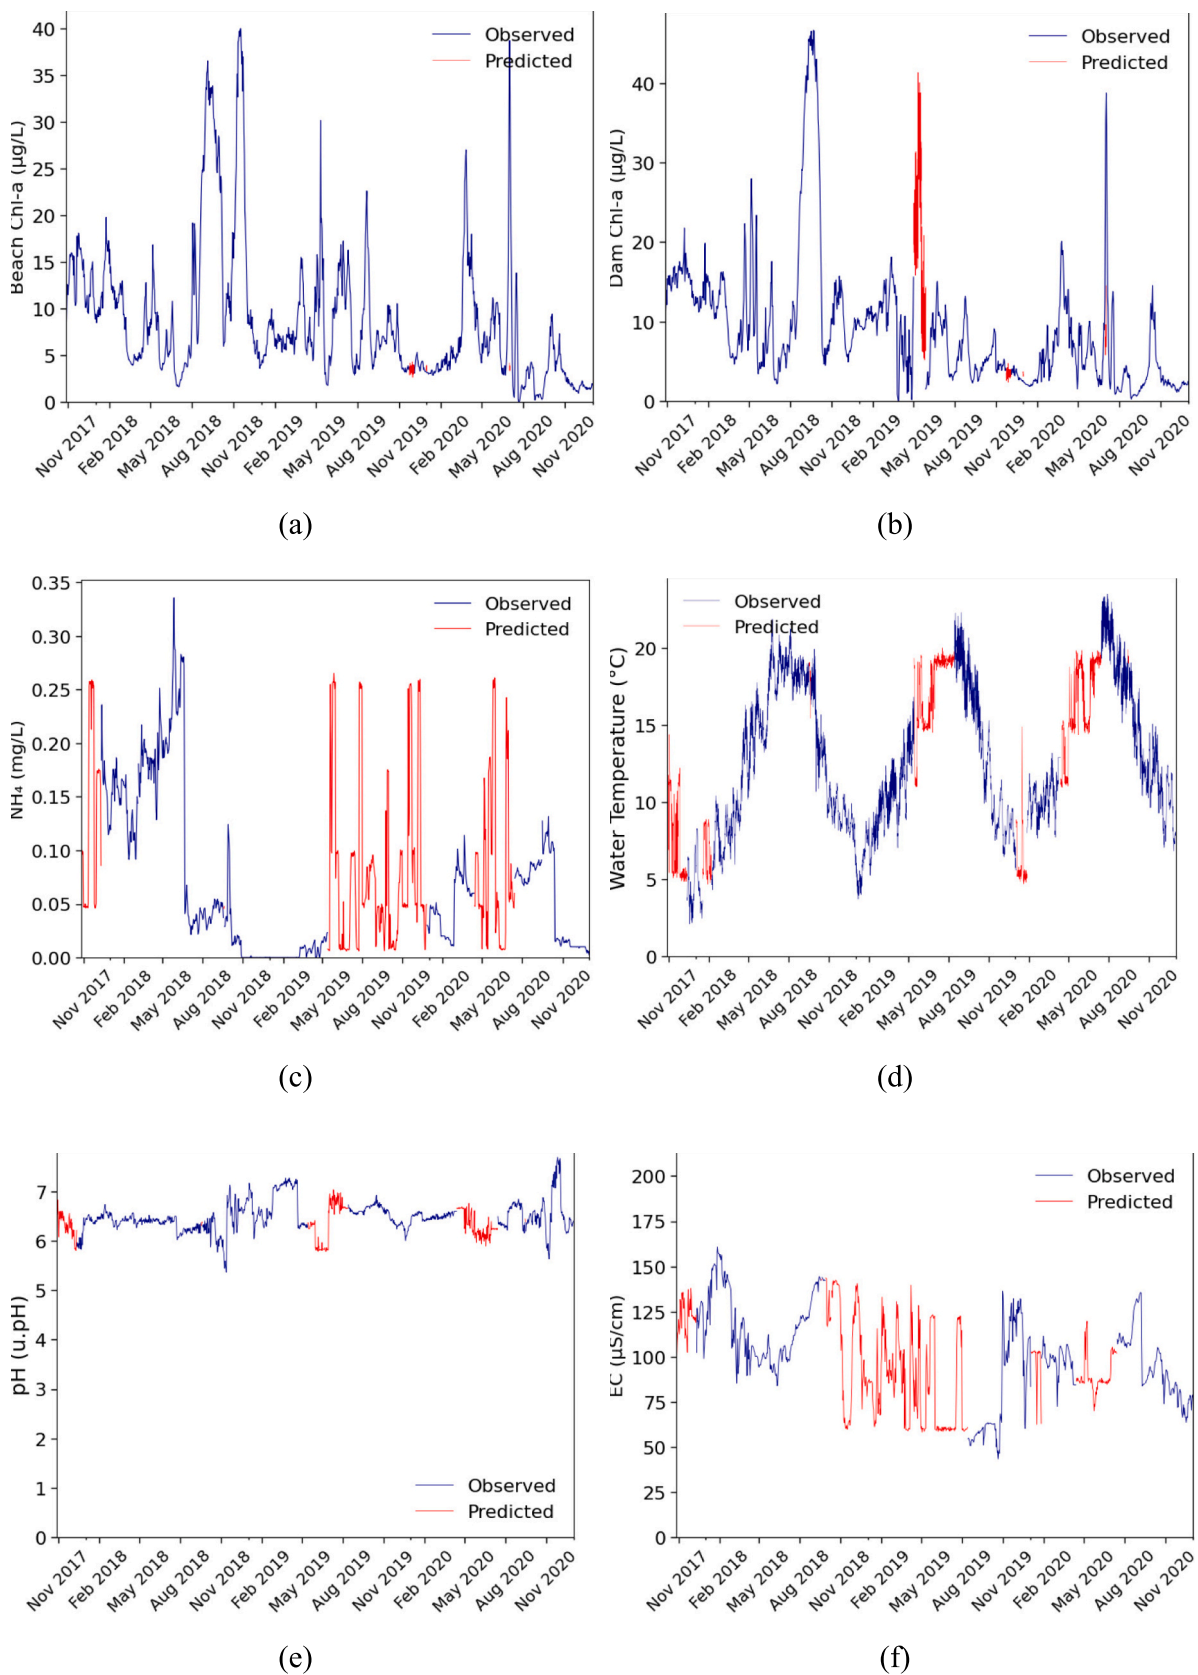 Beach Chl-a (µg/L)
40
35
30
25
20
15
10
5
0
Observed
Predicted
Nov 2017
Feb 2018
May 2018
Aug 2018
Nov 2018
Feb 2019
May 2019
Aug 2019
Nov 2019
Feb 2020
May 2020
Aug 2020
Nov 2020
(a)
Dam Chl-a (µg/L)
40
30
20
10
0
Observed
Predicted
Nov 2017
Feb 2018
May 2018
Aug 2018
Nov 2018
Feb 2019
May 2019
Aug 2019
Nov 2019
Feb 2020
May 2020
Aug 2020
Nov 2020
(b)
NH₄ (mg/L)
0.35
0.30
0.25
0.20
0.15
0.10
0.05
0.00
Observed
Predicted
Nov 2017
Feb 2018
May 2018
Aug 2018
Nov 2018
Feb 2019
May 2019
Aug 2019
Nov 2019
Feb 2020
May 2020
Aug 2020
Nov 2020
(c)
Water Temperature (°C)
20
15
10
5
0
Observed
Predicted
Nov 2017
Feb 2018
May 2018
Aug 2018
Nov 2018
Feb 2019
May 2019
Aug 2019
Nov 2019
Feb 2020
May 2020
Aug 2020
Nov 2020
(d)
pH (u.pH)
7
6
5
4
3
2
1
0
Observed
Predicted
Nov 2017
Feb 2018
May 2018
Aug 2018
Nov 2018
Feb 2019
May 2019
Aug 2019
Nov 2019
Feb 2020
May 2020
Aug 2020
Nov 2020
(e)
EC (µS/cm)
200
175
150
125
100
75
50
25
0
Observed
Predicted
Nov 2017
Feb 2018
May 2018
Aug 2018
Nov 2018
Feb 2019
May 2019
Aug 2019
Nov 2019
Feb 2020
May 2020
Aug 2020
Nov 2020
(f)